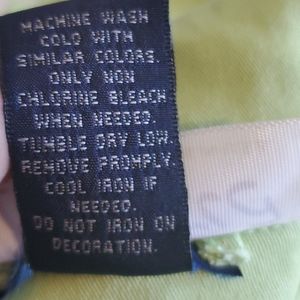 MACHINE WASH
COLD WITH
SIMILAR COLORS.
ONLY NON
CHLORINE BLEACH
WHEN NEEDED.
TUMBLE DRY LOW.
REMOVE PROMPLY.
COOL IRON IF
NEEDED.
DO NOT IRON ON
DECORATION.